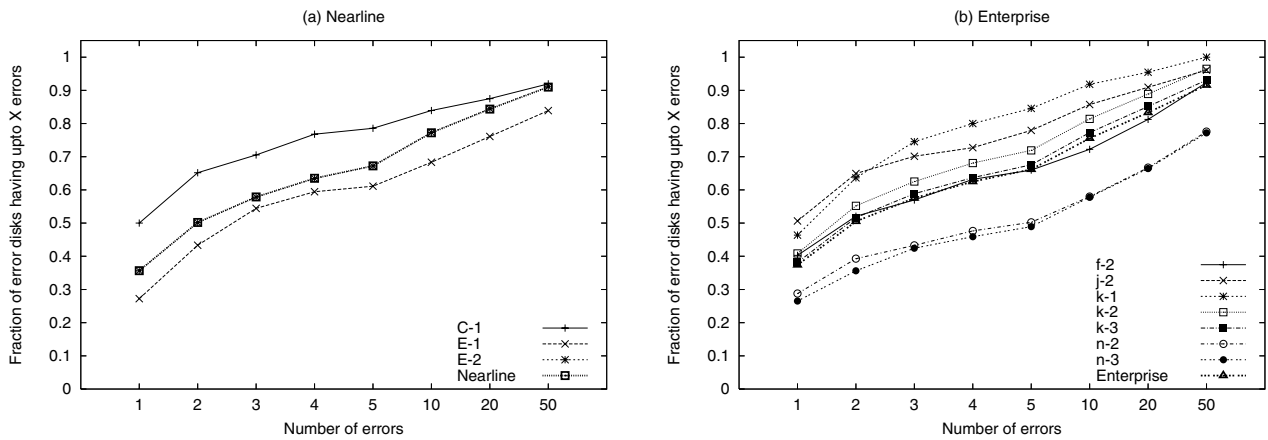 (a) Nearline
Fraction of error disks having upto X errors
1
0.9
0.8
0.7
0.6
0.5
0.4
0.3
0.2
0.1
0
C-1
E-1
E-2
Nearline
1 2 3 4 5 10 20 50
Number of errors
(b) Enterprise
Fraction of error disks having upto X errors
1
0.9
0.8
0.7
0.6
0.5
0.4
0.3
0.2
0.1
0
f-2
j-2
k-1
k-2
k-3
n-2
n-3
Enterprise
1 2 3 4 5 10 20 50
Number of errors